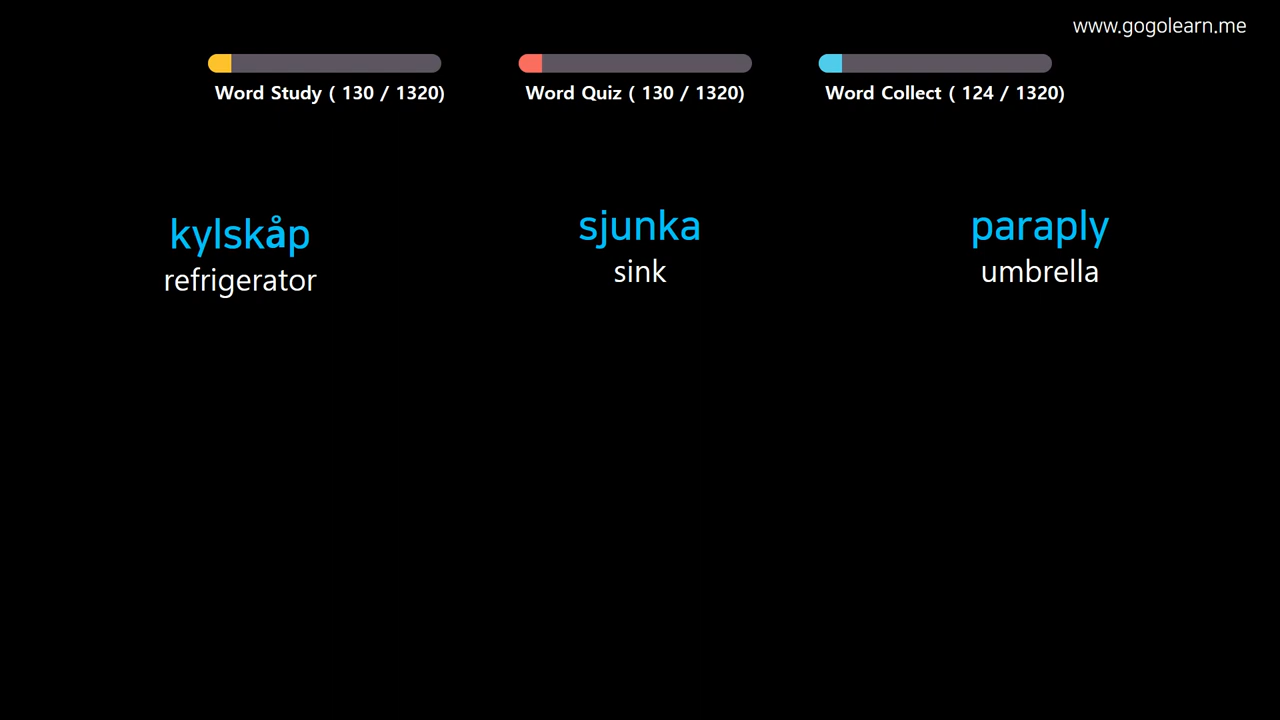 www.gogolearn.me
Word Study ( 130 / 1320)
Word Quiz ( 130 / 1320)
Word Collect ( 124 / 1320)
kylskåp
refrigerator
sjunka
sink
paraply
umbrella